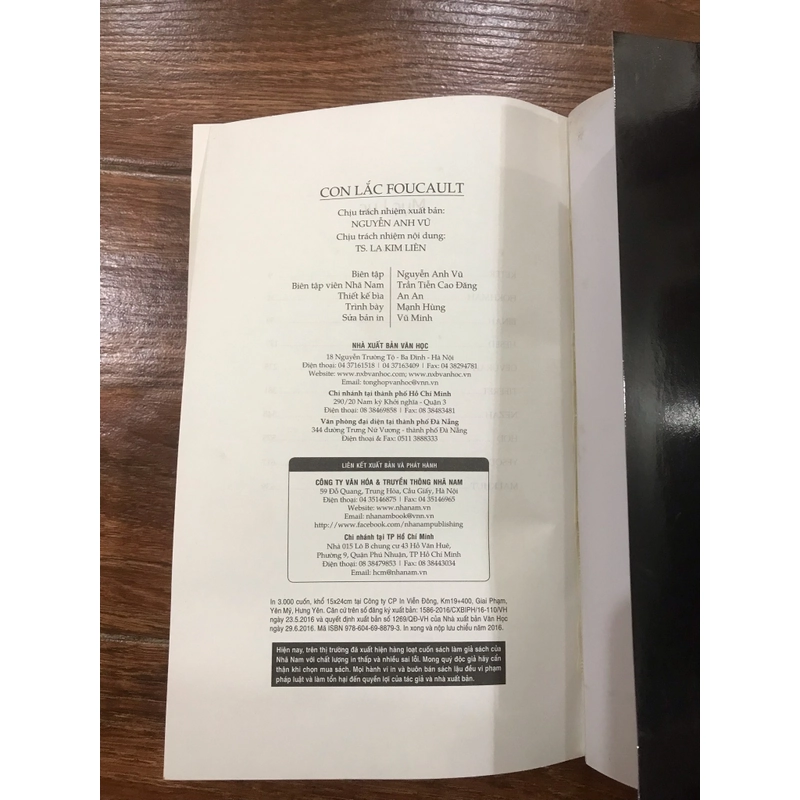 CON LẮC FOUCAULT
Chịu trách nhiệm xuất bản:
NGUYỄN ANH VŨ
Chịu trách nhiệm nội dung:
TS. LA KIM LIÊN
Biên tập | Nguyễn Anh Vũ
Biên tập viên Nhã Nam | Trần Tiễn Cao Đăng
Thiết kế bìa | An An
Trình bày | Mạnh Hùng
Sửa bản in | Vũ Minh
NHÀ XUẤT BẢN VĂN HỌC
18 Nguyễn Trường Tộ - Ba Đình - Hà Nội
Điện thoại: 04 37161518 | 04 37163409 | Fax: 04 38294781
Website: www.nxbvanhoc.com; www.nxbvanhoc.vn
Email: tonghopvanhoc@vnn.vn
Chi nhánh tại thành phố Hồ Chí Minh
290/20 Nam kỳ Khởi nghĩa - Quận 3
Điện thoại: 08 38469858 | Fax: 08 38483481
Văn phòng đại diện tại thành phố Đà Nẵng
344 đường Trưng Nữ Vương - thành phố Đà Nẵng
Điện thoại & Fax: 0511 3888333
LIÊN KẾT XUẤT BẢN VÀ PHÁT HÀNH
CÔNG TY VĂN HÓA & TRUYỀN THÔNG NHÃ NAM
59 Đỗ Quang, Trung Hòa, Cầu Giấy, Hà Nội
Điện thoại: 04 35146875 | Fax: 04 35146965
Website: www.nhanam.vn
Email: nhanambook@vnn.vn
http://www.facebook.com/nhanampublishing
Chi nhánh tại TP Hồ Chí Minh
Nhà 015 Lô B chung cư 43 Hồ Văn Huê,
Phường 9, Quận Phú Nhuận, TP Hồ Chí Minh
Điện thoại: 08 38479853 | Fax: 08 38443034
Email: hcm@nhanam.vn
In 3.000 cuốn, khổ 15x24cm tại Công ty CP In Viễn Đông, Km19+400, Giai Phạm,
Yên Mỹ, Hưng Yên. Căn cứ trên số đăng ký xuất bản: 1586-2016/CXBIPH/16-110/VH
ngày 23.5.2016 và quyết định xuất bản số 1269/QĐ-VH của Nhà xuất bản Văn Học
ngày 29.6.2016. Mã ISBN 978-604-69-8879-3. In xong và nộp lưu chiểu năm 2016.
Hiện nay, trên thị trường đã xuất hiện hàng loạt cuốn sách làm giả sách của
Nhã Nam với chất lượng in thấp và nhiều sai lỗi. Mong quý độc giả hãy cẩn
thận khi chọn mua sách. Mọi hành vi in và buôn bán sách lậu đều vi phạm
pháp luật và làm tổn hại đến quyền lợi của tác giả và nhà xuất bản.